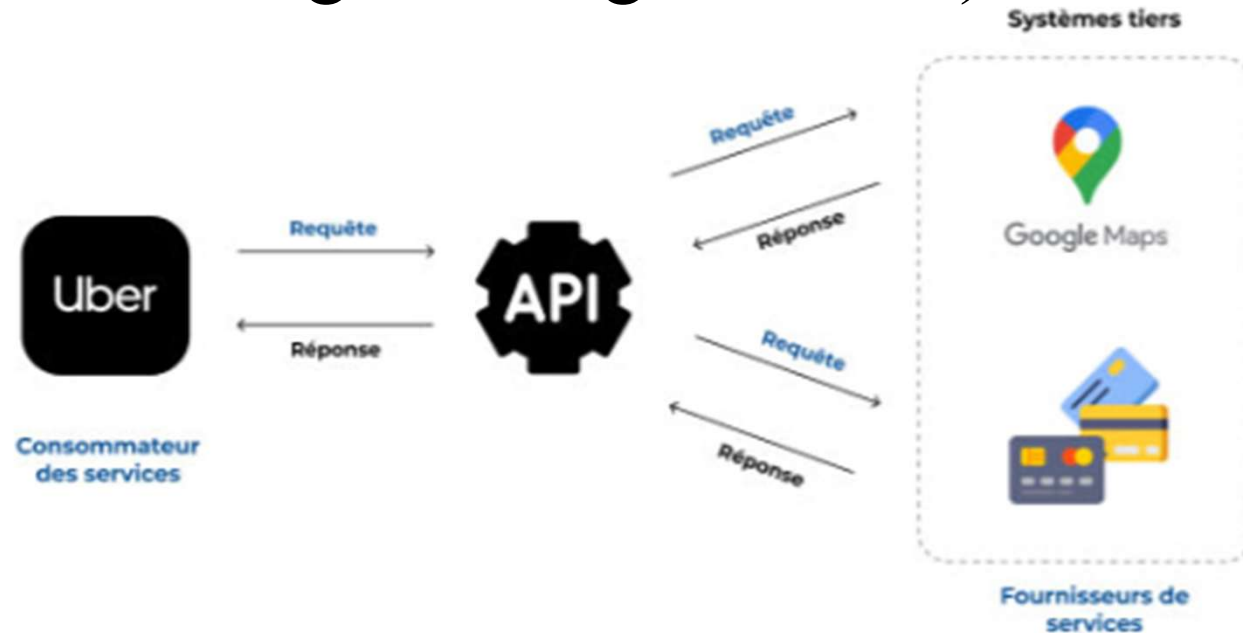 Systèmes tiers
Requête
Réponse
Google Maps
Requête
Réponse
Uber
API
Requête
Réponse
Consommateur
des services
Fournisseurs de
services